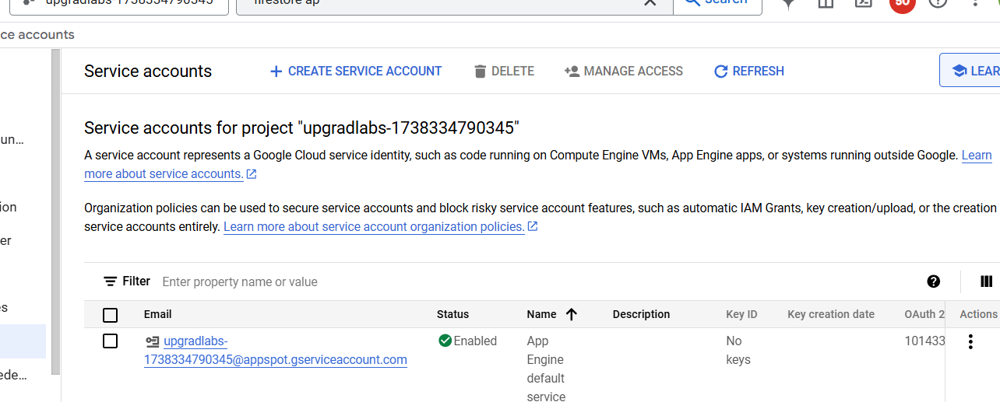 upgradlabs-1738334790345
firestore ap
Search
50
ce accounts
Service accounts
CREATE SERVICE ACCOUNT
DELETE
MANAGE ACCESS
REFRESH
LEAR
Service accounts for project "upgradlabs-1738334790345"
un...
A service account represents a Google Cloud service identity, such as code running on Compute Engine VMs, App Engine apps, or systems running outside Google. Learn
more about service accounts.
ion
Organization policies can be used to secure service accounts and block risky service account features, such as automatic IAM Grants, key creation/upload, or the creation
service accounts entirely. Learn more about service account organization policies.
er
Filter Enter property name or value
s
Email Status Name Description Key ID Key creation date OAuth 2 Actions
upgradlabs- Enabled App No 101433
1738334790345@appspot.gserviceaccount.com Engine keys
ede...
default
service